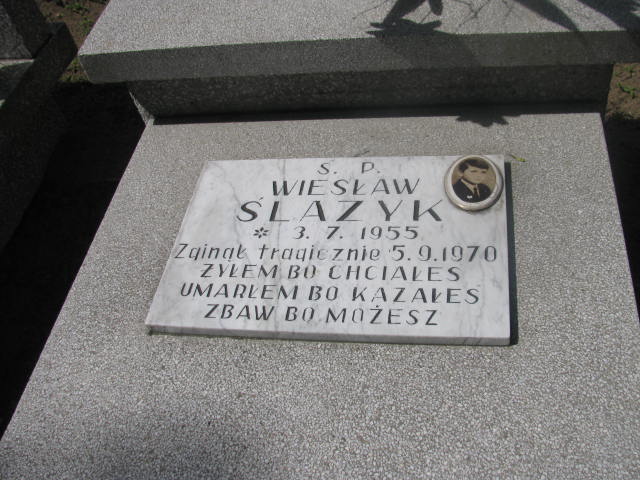 Ś. P.
WIESŁAW
ŚLAZYK
* 3. 7. 1955
Zginął tragicznie 5.9.1970
ŻYŁEM BO CHCIAŁEŚ
UMARŁEM BO KAZAŁEŚ
ZBAW BO MOŻESZ